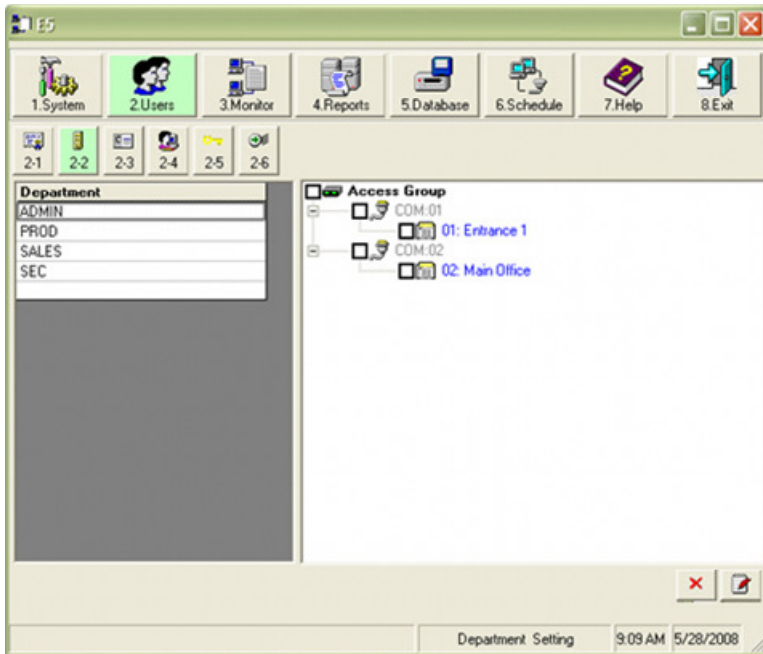 E5
1.System 2.Users 3.Monitor 4.Reports 5.Database 6.Schedule 7.Help 8.Exit
2-1 2-2 2-3 2-4 2-5 2-6
Department
ADMIN
PROD
SALES
SEC
Access Group
COM:01
01: Entrance 1
COM:02
02: Main Office
Department Setting 9:09 AM 5/28/2008